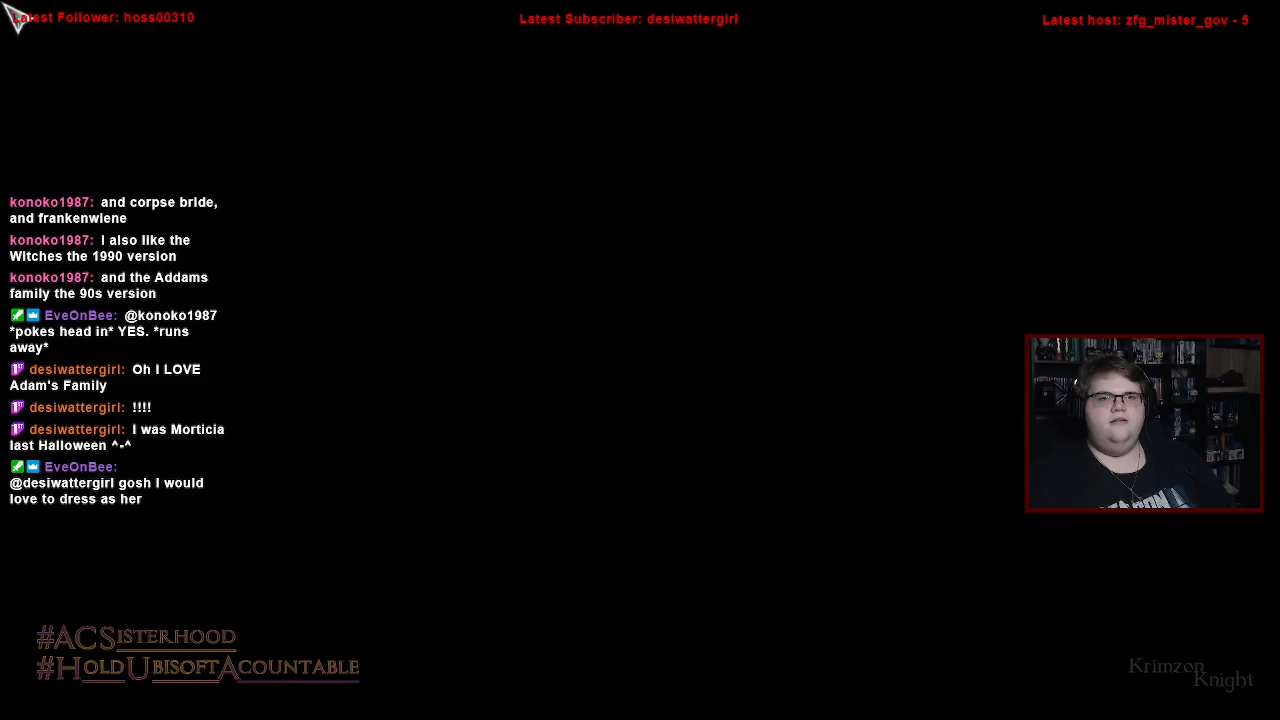 Latest Follower: hoss00310
Latest Subscriber: desiwattergirl
Latest host: zfg_mister_gov - 5
konoko1987: and corpse bride,
and frankenwiene
konoko1987: I also like the
Witches the 1990 version
konoko1987: and the Addams
family the 90s version
EveOnBee: @konoko1987
*pokes head in* YES. *runs
away*
desiwattergirl: Oh I LOVE
Adam's Family
desiwattergirl: !!!!
desiwattergirl: I was Morticia
last Halloween ^-^
EveOnBee:
@desiwattergirl gosh I would
love to dress as her
#ACSisterhood
#HoldUbisoftAcountable
Krimzon
Knight